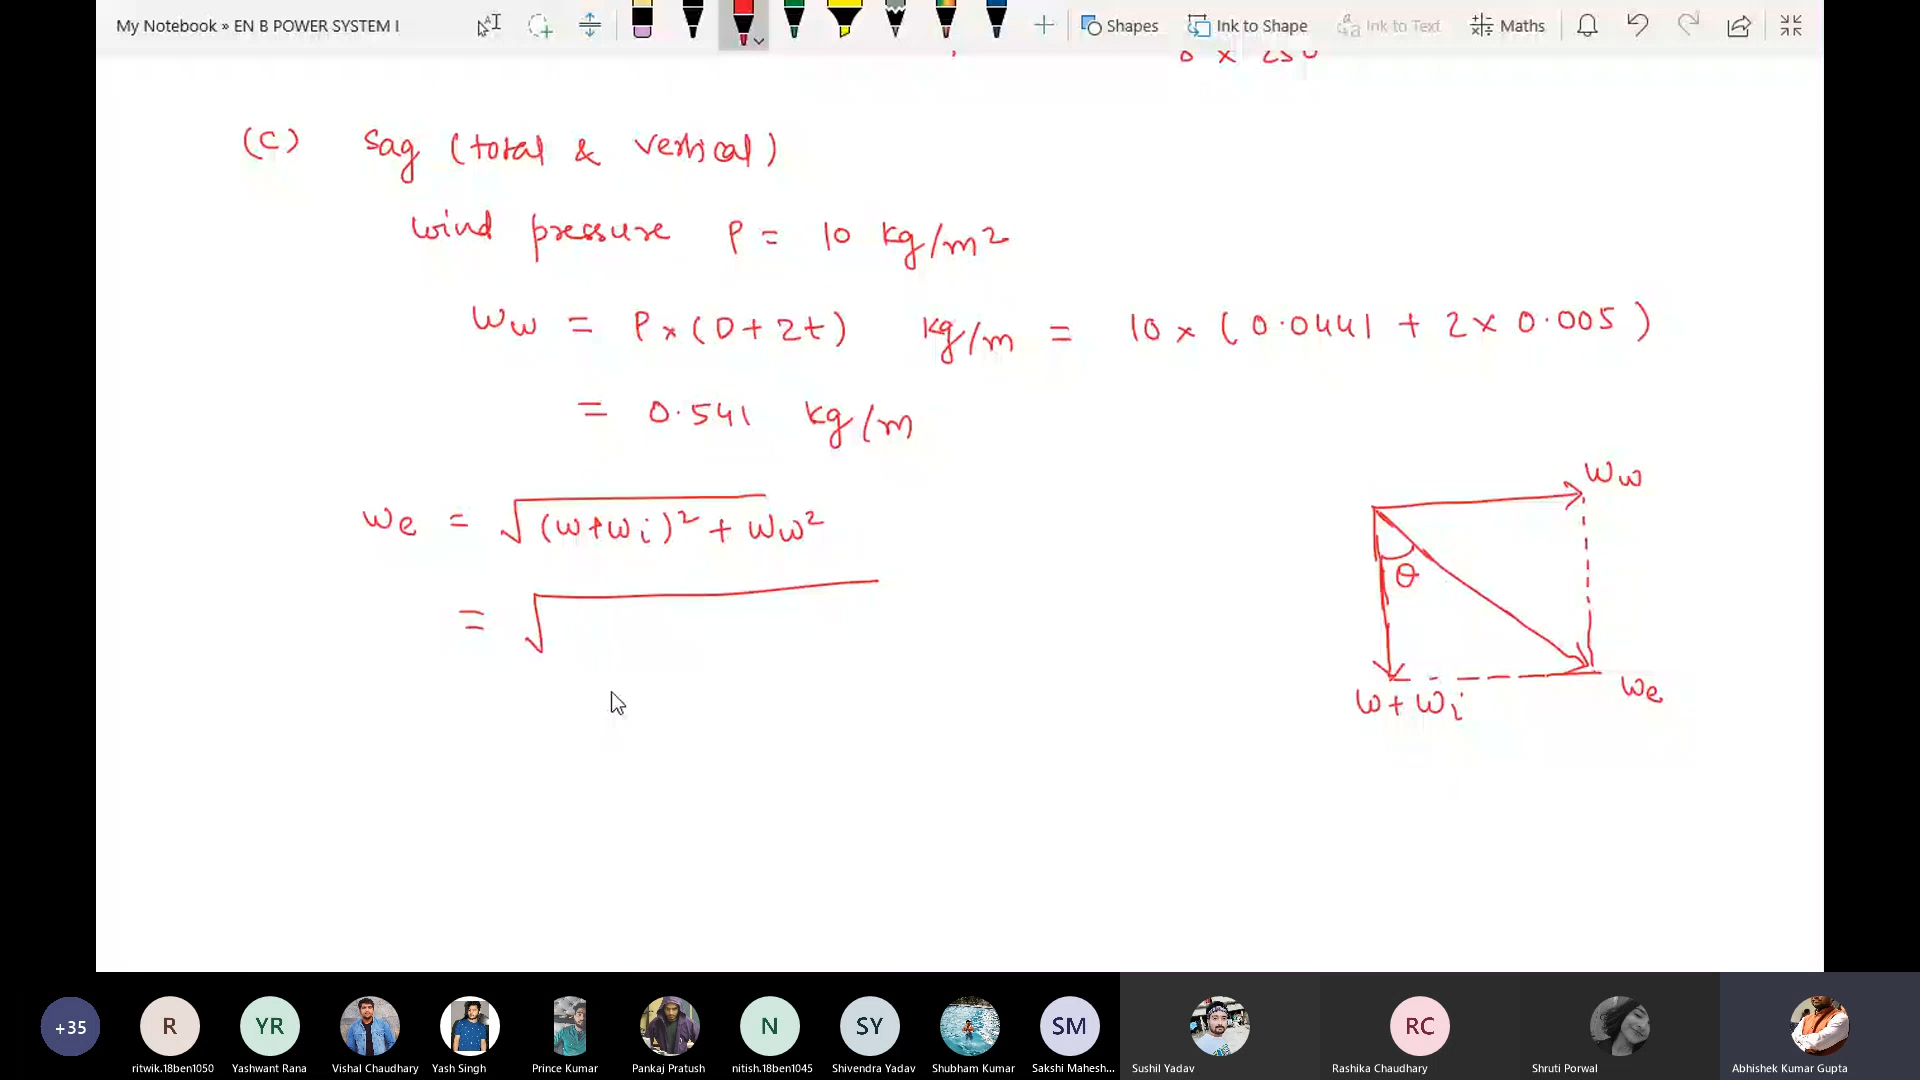 My Notebook » EN B POWER SYSTEM I
Shapes
Ink to Shape
Ink to Text
Maths
(C) Sag (total & vertical)
wind pressure P = 10 kg/m²
Ww = P × (D + 2t) kg/m = 10 × (0.0441 + 2 × 0.005)
= 0.541 kg/m
We = √(w+wi)² + Ww²
= √
Ww
θ
w + wi
We
+35
R
YR
N
SY
SM
RC
ritwik.18ben1050
Yashwant Rana
Vishal Chaudhary
Yash Singh
Prince Kumar
Pankaj Pratush
nitish.18ben1045
Shivendra Yadav
Shubham Kumar
Sakshi Mahesh...
Sushil Yadav
Rashika Chaudhary
Shruti Porwal
Abhishek Kumar Gupta